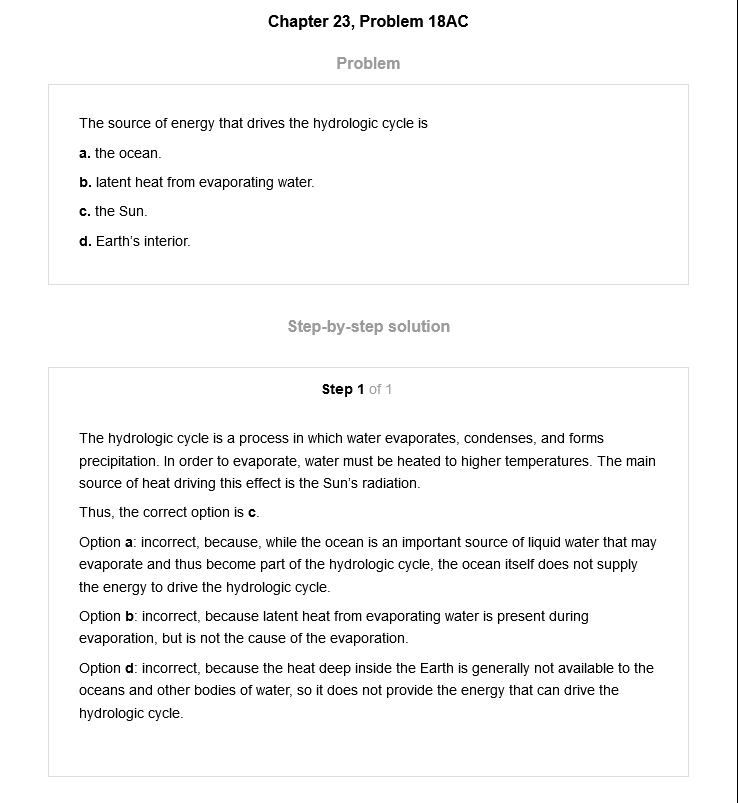 Chapter 23, Problem 18AC
Problem
The source of energy that drives the hydrologic cycle is
a. the ocean.
b. latent heat from evaporating water.
c. the Sun.
d. Earth's interior.
Step-by-step solution
Step 1 of 1
The hydrologic cycle is a process in which water evaporates, condenses, and forms
precipitation. In order to evaporate, water must be heated to higher temperatures. The main
source of heat driving this effect is the Sun's radiation.
Thus, the correct option is c.
Option a: incorrect, because, while the ocean is an important source of liquid water that may
evaporate and thus become part of the hydrologic cycle, the ocean itself does not supply
the energy to drive the hydrologic cycle.
Option b: incorrect, because latent heat from evaporating water is present during
evaporation, but is not the cause of the evaporation.
Option d: incorrect, because the heat deep inside the Earth is generally not available to the
oceans and other bodies of water, so it does not provide the energy that can drive the
hydrologic cycle.